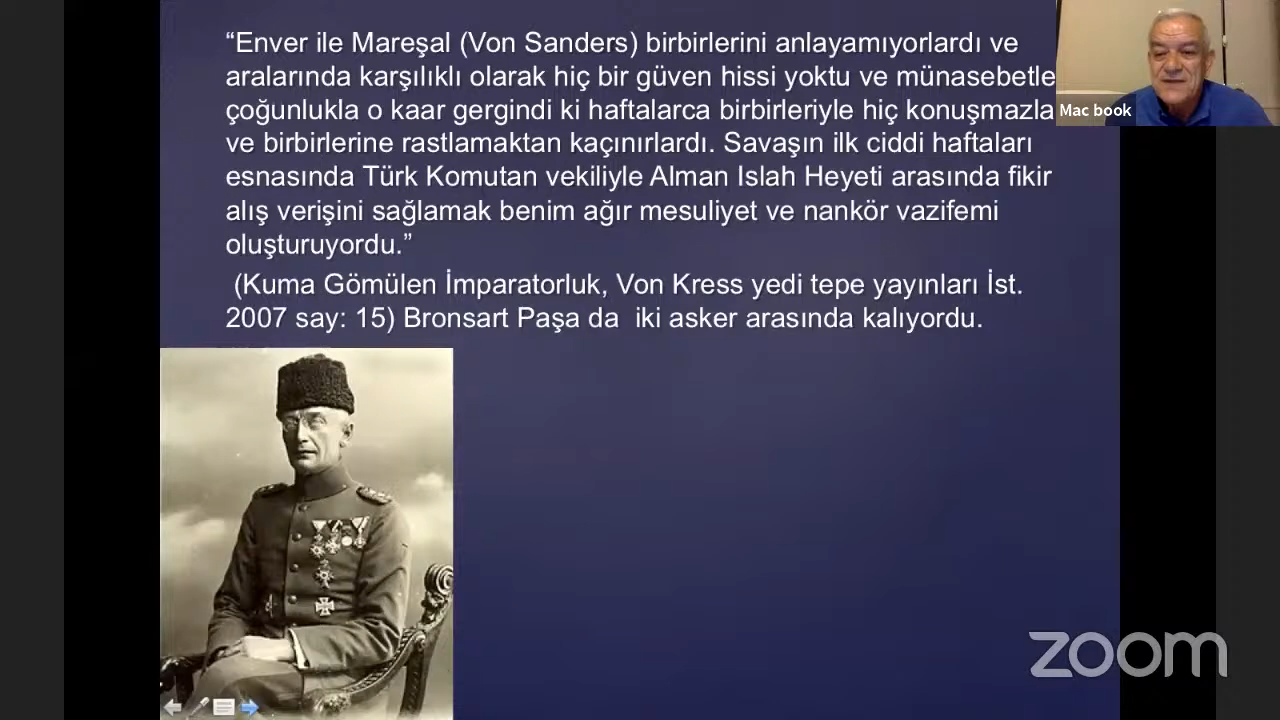 “Enver ile Mareşal (Von Sanders) birbirlerini anlayamıyorlardı ve
aralarında karşılıklı olarak hiç bir güven hissi yoktu ve münasebetle
çoğunlukla o kaar gergindi ki haftalarca birbirleriyle hiç konuşmazla
ve birbirlerine rastlamaktan kaçınırlardı. Savaşın ilk ciddi haftaları
esnasında Türk Komutan vekiliyle Alman Islah Heyeti arasında fikir
alış verişini sağlamak benim ağır mesuliyet ve nankör vazifemi
oluşturuyordu.”
(Kuma Gömülen İmparatorluk, Von Kress yedi tepe yayınları İst.
2007 say: 15) Bronsart Paşa da iki asker arasında kalıyordu.
Mac book
zoom